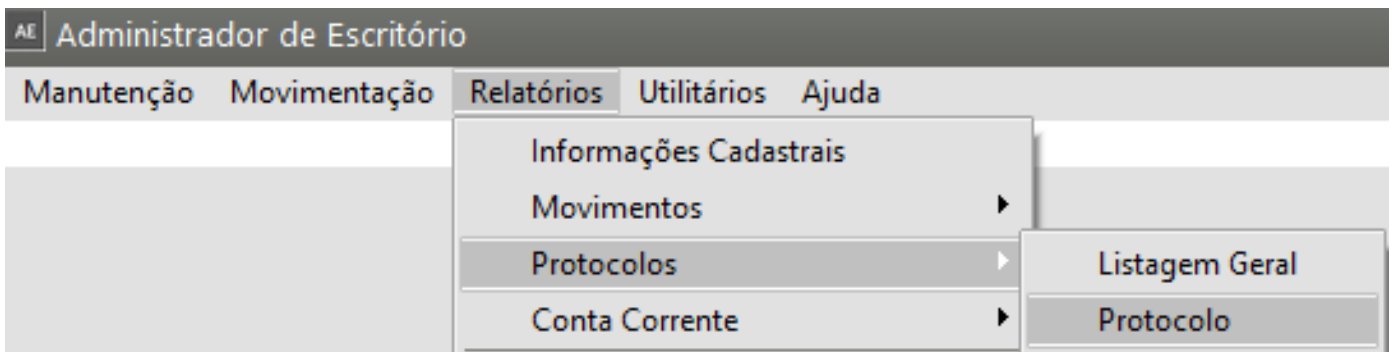 AE Administrador de Escritório
Manutenção Movimentação Relatórios Utilitários Ajuda
Informações Cadastrais
Movimentos
Protocolos Listagem Geral
Conta Corrente Protocolo